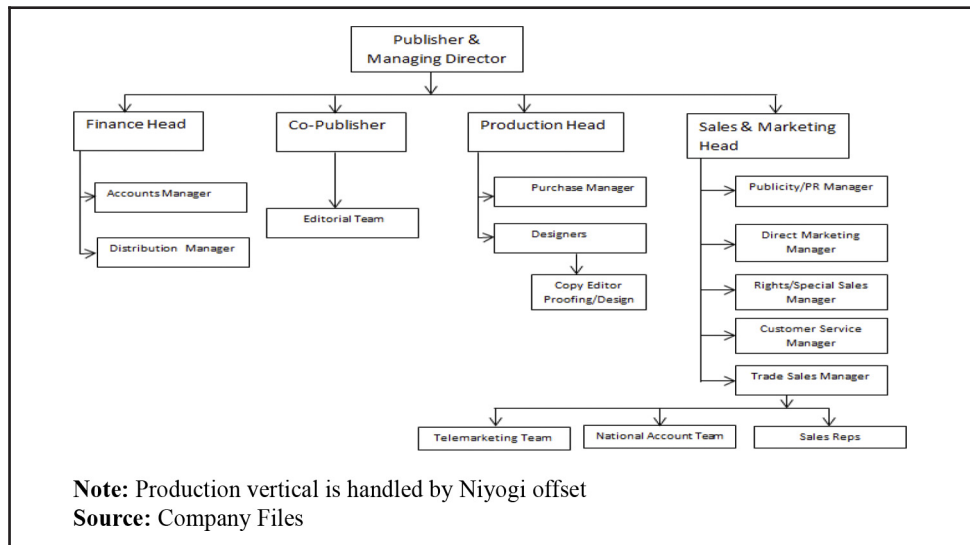 Publisher &
Managing Director
Finance Head
Co-Publisher
Production Head
Sales & Marketing
Head
Accounts Manager
Distribution Manager
Editorial Team
Purchase Manager
Designers
Copy Editor
Proofing/Design
Publicity/PR Manager
Direct Marketing
Manager
Rights/Special Sales
Manager
Customer Service
Manager
Trade Sales Manager
Telemarketing Team
National Account Team
Sales Reps
Note: Production vertical is handled by Niyogi offset
Source: Company Files